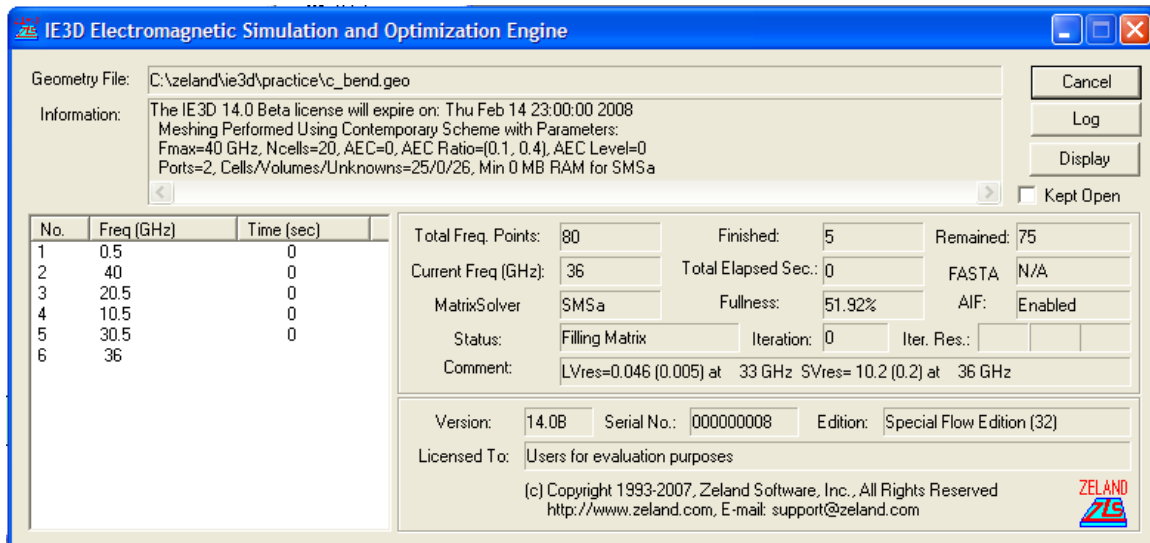 IE3D Electromagnetic Simulation and Optimization Engine
Geometry File: C:\zeland\ie3d\practice\c_bend.geo
Cancel
Information: The IE3D 14.0 Beta license will expire on: Thu Feb 14 23:00:00 2008
Meshing Performed Using Contemporary Scheme with Parameters:
Fmax=40 GHz, Ncells=20, AEC=0, AEC Ratio=(0.1, 0.4), AEC Level=0
Ports=2, Cells/Volumes/Unknowns=25/0/26, Min 0 MB RAM for SMSa
Log
Display
Kept Open
No. Freq (GHz) Time (sec)
1 0.5 0
2 40 0
3 20.5 0
4 10.5 0
5 30.5 0
6 36
Total Freq. Points: 80 Finished: 5 Remained: 75
Current Freq (GHz): 36 Total Elapsed Sec.: 0 FASTA N/A
MatrixSolver SMSa Fullness: 51.92% AIF: Enabled
Status: Filling Matrix Iteration: 0 Iter. Res.:
Comment: LVres=0.046 (0.005) at 33 GHz SVres= 10.2 (0.2) at 36 GHz
Version: 14.0B Serial No.: 000000008 Edition: Special Flow Edition (32)
Licensed To: Users for evaluation purposes
(c) Copyright 1993-2007, Zeland Software, Inc., All Rights Reserved
http://www.zeland.com, E-mail: support@zeland.com
ZELAND
ZLS